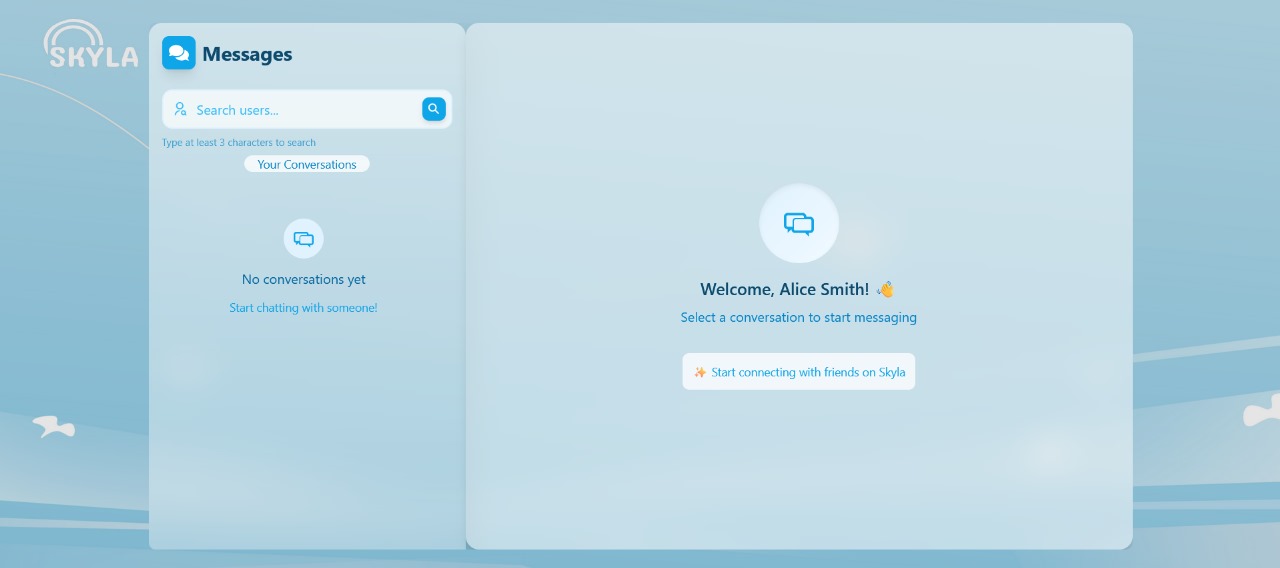 SKYLA
Messages
Search users...
Type at least 3 characters to search
Your Conversations
No conversations yet
Start chatting with someone!
Welcome, Alice Smith! 👋
Select a conversation to start messaging
✨ Start connecting with friends on Skyla